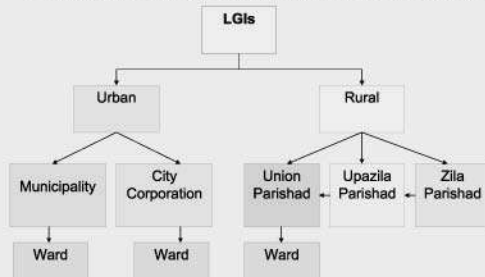 LGIs
Urban
Rural
Municipality
City
Corporation
Union
Parishad
Upazila
Parishad
Zila
Parishad
Ward
Ward
Ward